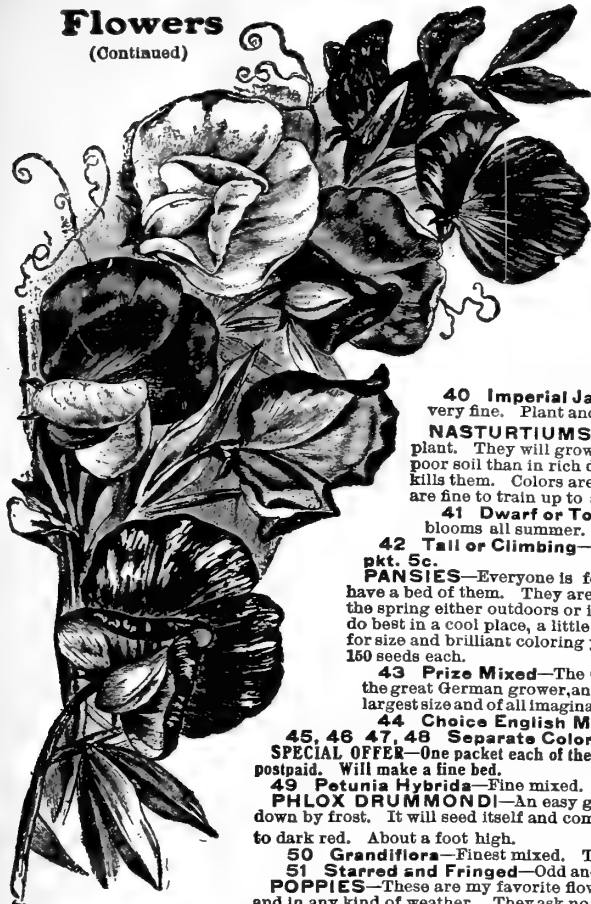 Flowers
(Continued)
40 Imperial Ja
very fine. Plant and
NASTURTIUMS
plant. They will grow
poor soil than in rich
kills them. Colors are
are fine to train up to
41 Dwarf or To
blooms all summer.
42 Tall or Climbing—
pkt. 5c.
PANSIES—Everyone is f
have a bed of them. They are
the spring either outdoors or i
do best in a cool place, a little
for size and brilliant coloring
150 seeds each.
43 Prize Mixed—The
the great German grower, an
largest size and of all imagina
44 Choice English M
45, 46 47, 48 Separate Color
SPECIAL OFFER—One packet each of the
postpaid. Will make a fine bed.
49 Petunia Hybrida—Fine mixed.
PHLOX DRUMMONDI—An easy g
down by frost. It will seed itself and com
to dark red. About a foot high.
50 Grandiflora—Finest mixed. T
51 Starred and Fringed—Odd an
POPPIES—These are my favorite flow
and in any kind of weather. They ask no